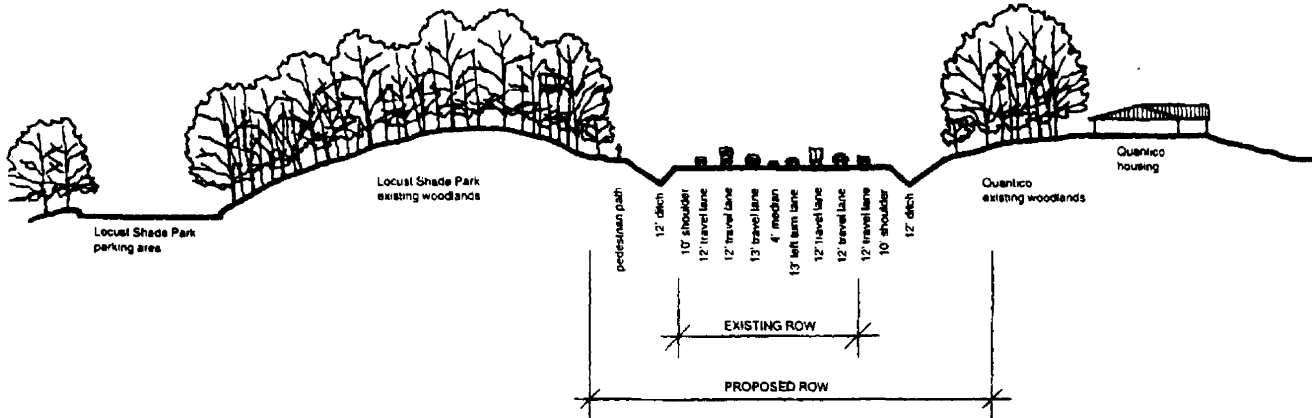 Locust Shade Park
parking area
Locust Shade Park
existing woodlands
pedestrian path
12' ditch
10' shoulder
12' travel lane
12' travel lane
13' travel lane
4' median
13' left turn lane
12' travel lane
12' travel lane
12' travel lane
10' shoulder
12' ditch
Quantico
existing woodlands
Quantico
housing
EXISTING ROW
PROPOSED ROW